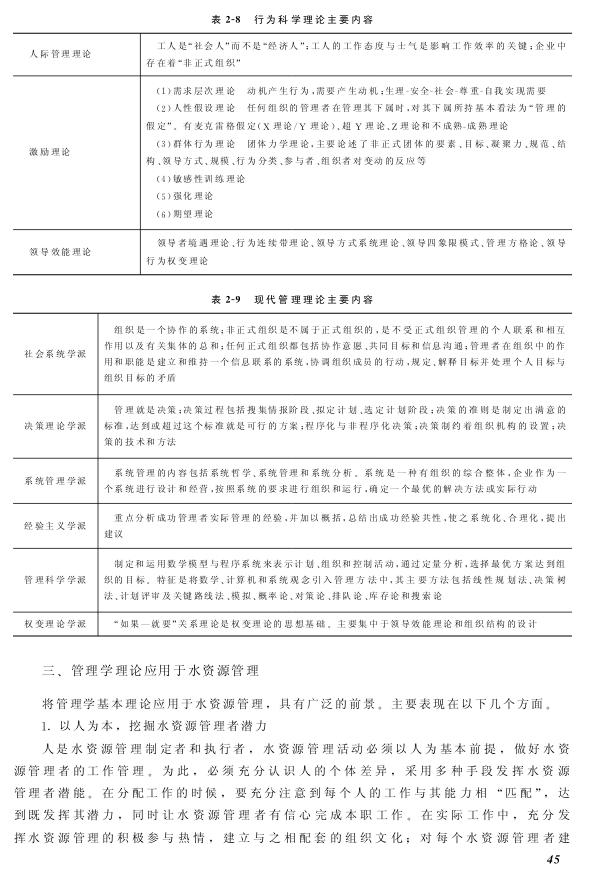 表 2-8 行为科学理论主要内容
人际管理理论
工人是“社会人”而不是“经济人”;工人的工作态度与士气是影响工作效率的关键;企业中
存在着“非正式组织”
激励理论
(1)需求层次理论 动机产生行为,需要产生动机:生理-安全-社会-尊重-自我实现需要
(2)人性假设理论 任何组织的管理者在管理其下属时,对其下属所持基本看法为“管理的
假定”。有麦克雷格假定(X 理论/Y 理论)、超 Y 理论、Z 理论和不成熟-成熟理论
(3)群体行为理论 团体力学理论,主要论述了非正式团体的要素、目标、凝聚力、规范、结
构、领导方式、规模、行为分类、参与者、组织者对变动的反应等
(4)敏感性训练理论
(5)强化理论
(6)期望理论
领导效能理论
领导者境遇理论、行为连续带理论、领导方式系统理论、领导四象限模式、管理方格论、领导
行为权变理论
表 2-9 现代管理理论主要内容
社会系统学派
组织是一个协作的系统;非正式组织是不属于正式组织的,是不受正式组织管理的个人联系和相互
作用以及有关集体的总和;任何正式组织都包括协作意愿、共同目标和信息沟通;管理者在组织中的作
用和职能是建立和维持一个信息联系的系统,协调组织成员的行动,规定、解释目标并处理个人目标与
组织目标的矛盾
决策理论学派
管理就是决策;决策过程包括搜集情报阶段、拟定计划、选定计划阶段;决策的准则是制定出满意的
标准,达到或超过这个标准就是可行的方案;程序化与非程序化决策;决策制约着组织机构的设置;决
策的技术和方法
系统管理学派
系统管理的内容包括系统哲学、系统管理和系统分析。系统是一种有组织的综合整体,企业作为一
个系统进行设计和经营,按照系统的要求进行组织和运行,确定一个最优的解决方法或实际行动
经验主义学派
重点分析成功管理者实际管理的经验,并加以概括,总结出成功经验共性,使之系统化、合理化,提出
建议
管理科学学派
制定和运用数学模型与程序系统来表示计划、组织和控制活动,通过定量分析,选择最优方案达到组
织的目标。特征是将数学、计算机和系统观念引入管理方法中,其主要方法包括线性规划法、决策树
法、计划评审及关键路线法、模拟、概率论、对策论、排队论、库存论和搜索论
权变理论学派
“如果—就要”关系理论是权变理论的思想基础。主要集中于领导效能理论和组织结构的设计
三、管理学理论应用于水资源管理
将管理学基本理论应用于水资源管理，具有广泛的前景。主要表现在以下几个方面。
1. 以人为本，挖掘水资源管理者潜力
人是水资源管理制定者和执行者，水资源管理活动必须以人为基本前提，做好水资
源管理者的工作管理。为此，必须充分认识人的个体差异，采用多种手段发挥水资源
管理者潜能。在分配工作的时候，要充分注意到每个人的工作与其能力相“匹配”，达
到既发挥其潜力，同时让水资源管理者有信心完成本职工作。在实际工作中，充分发
挥水资源管理的积极参与热情，建立与之相配套的组织文化；对每个水资源管理者建
45